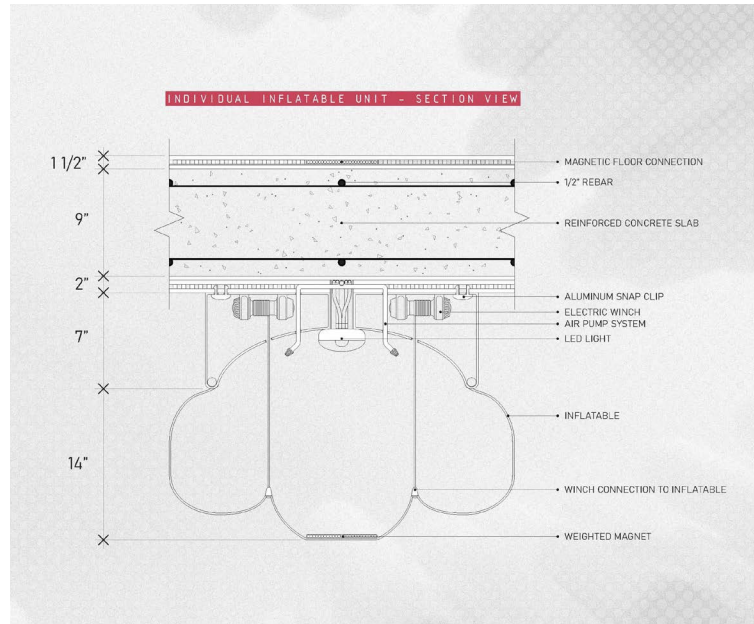 INDIVIDUAL INFLATABLE UNIT - SECTION VIEW
1 1/2"
9"
2"
7"
14"
MAGNETIC FLOOR CONNECTION
1/2" REBAR
REINFORCED CONCRETE SLAB
ALUMINUM SNAP CLIP
ELECTRIC WINCH
AIR PUMP SYSTEM
LED LIGHT
INFLATABLE
WINCH CONNECTION TO INFLATABLE
WEIGHTED MAGNET